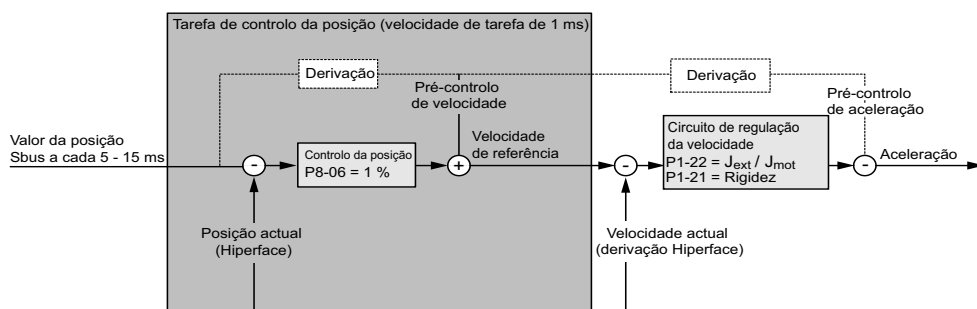 Tarefa de controlo da posição (velocidade de tarefa de 1 ms)
Derivação
Derivação
Pré-controlo
de velocidade
Pré-controlo
de aceleração
Valor da posição
Sbus a cada 5 - 15 ms
-
Controlo da posição
P8-06 = 1 %
+
Velocidade
de referência
-
Circuito de regulação
da velocidade
P1-22 = Jext / Jmot
P1-21 = Rigidez
-
Aceleração
Posição actual
(Hiperface)
Velocidade actual
(derivação Hiperface)